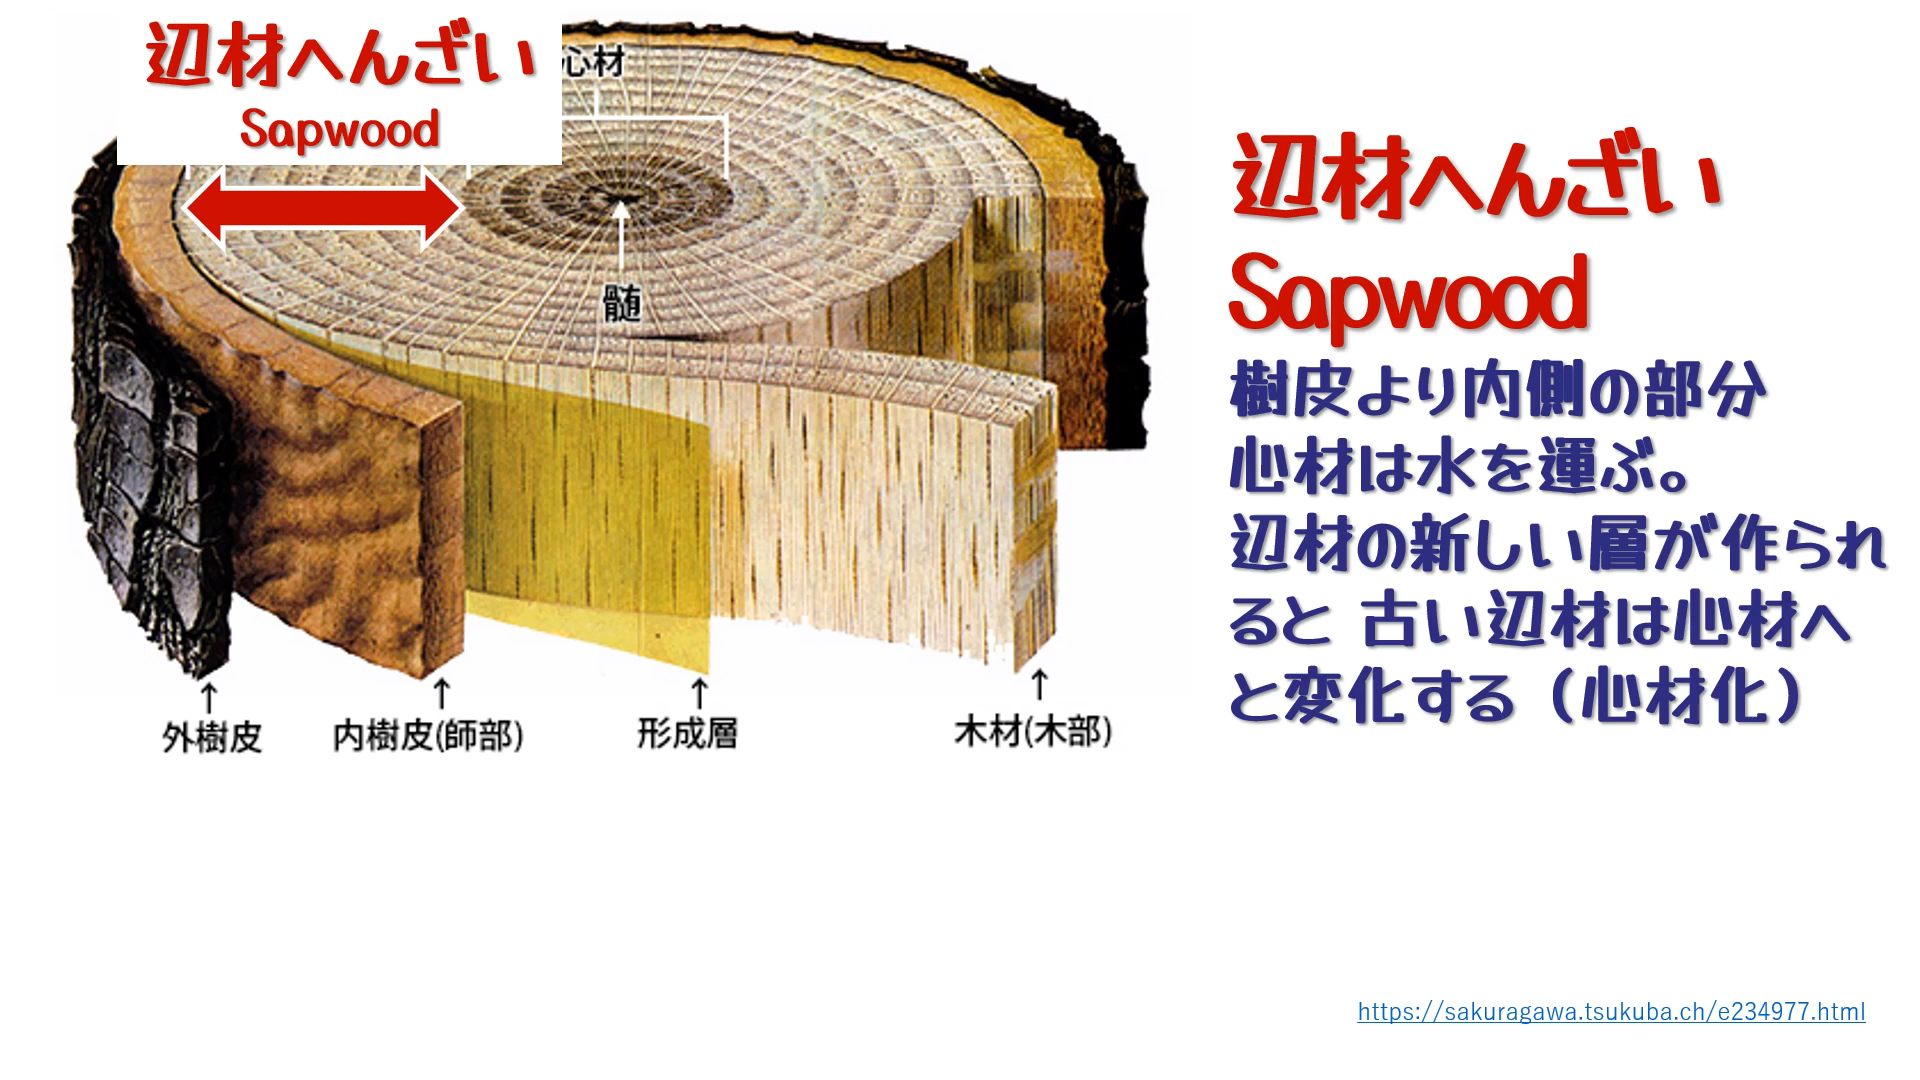 辺材へんざい
Sapwood
心材
髄
外樹皮
内樹皮(師部)
形成層
木材(木部)
辺材へんざい
Sapwood
樹皮より内側の部分
心材は水を運ぶ。
辺材の新しい層が作られ
ると 古い辺材は心材へ
と変化する（心材化）
https://sakuragawa.tsukuba.ch/e234977.html